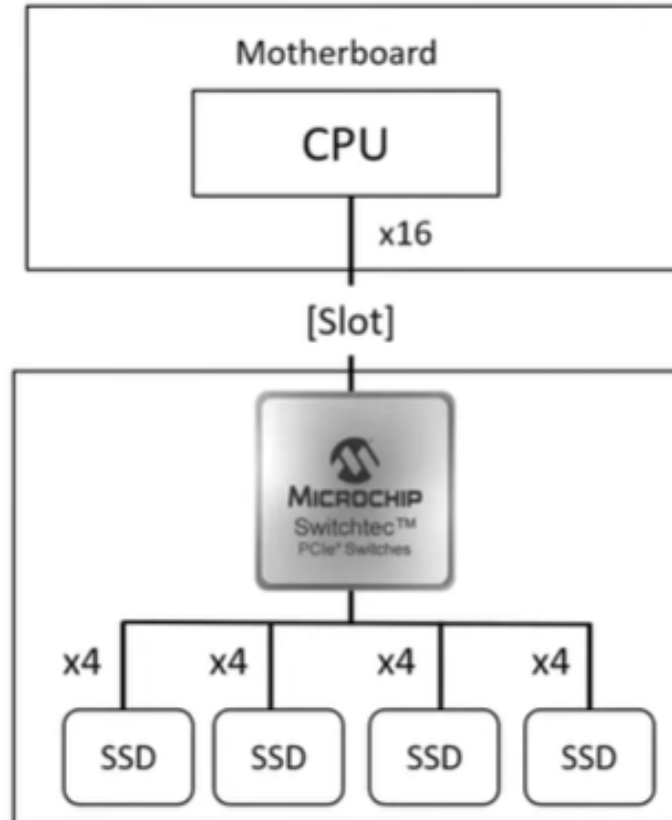 Motherboard
CPU
x16
[Slot]
MICROCHIP
Switchtec™
PCIe® Switches
x4 x4 x4 x4
SSD SSD SSD SSD